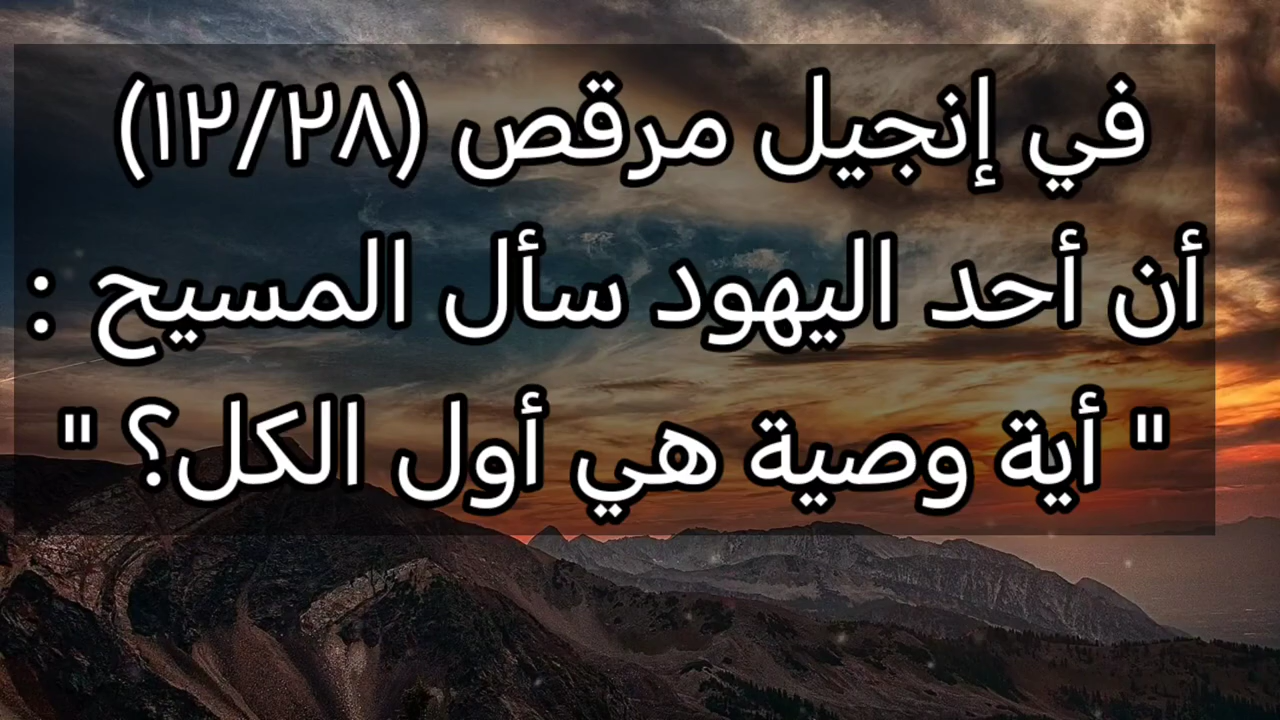 في إنجيل مرقص (١٢/٢٨)
أن أحد اليهود سأل المسيح :
" أية وصية هي أول الكل؟ "